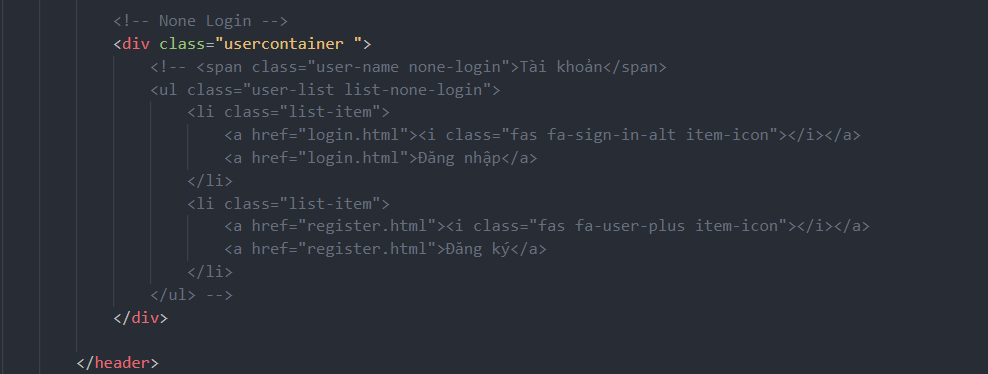 <!-- None Login -->
<div class="usercontainer ">
<!-- <span class="user-name none-login">Tài khoản</span>
<ul class="user-list list-none-login">
<li class="list-item">
<a href="login.html"><i class="fas fa-sign-in-alt item-icon"></i></a>
<a href="login.html">Đăng nhập</a>
</li>
<li class="list-item">
<a href="register.html"><i class="fas fa-user-plus item-icon"></i></a>
<a href="register.html">Đăng ký</a>
</li>
</ul> -->
</div>
</header>